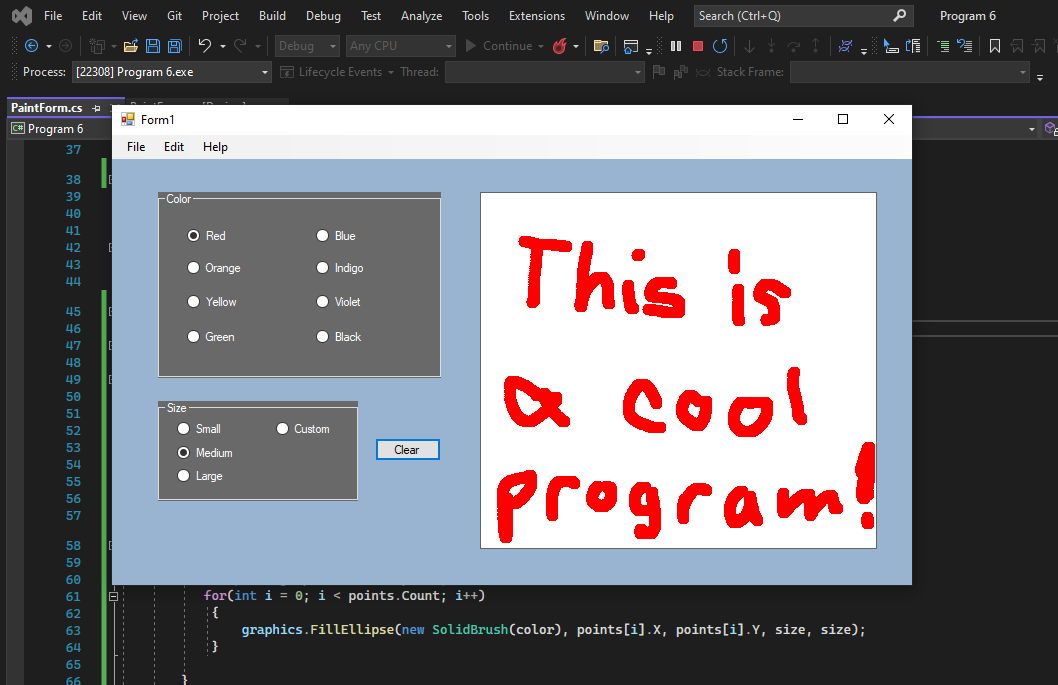 File Edit View Git Project Build Debug Test Analyze Tools Extensions Window Help Search (Ctrl+Q) Program 6
Debug Any CPU Continue
Process: [22308] Program 6.exe Lifecycle Events Thread: Stack Frame:
PaintForm.cs
C# Program 6
Form1
File Edit Help
Color
Red Blue
Orange Indigo
Yellow Violet
Green Black
Size
Small Custom
Medium
Large
Clear
This is
a cool
program!
37
38
39
40
41
42
43
44
45
46
47
48
49
50
51
52
53
54
55
56
57
58
59
60
61 for(int i = 0; i < points.Count; i++)
62 {
63 graphics.FillEllipse(new SolidBrush(color), points[i].X, points[i].Y, size, size);
64 }
65
66 }